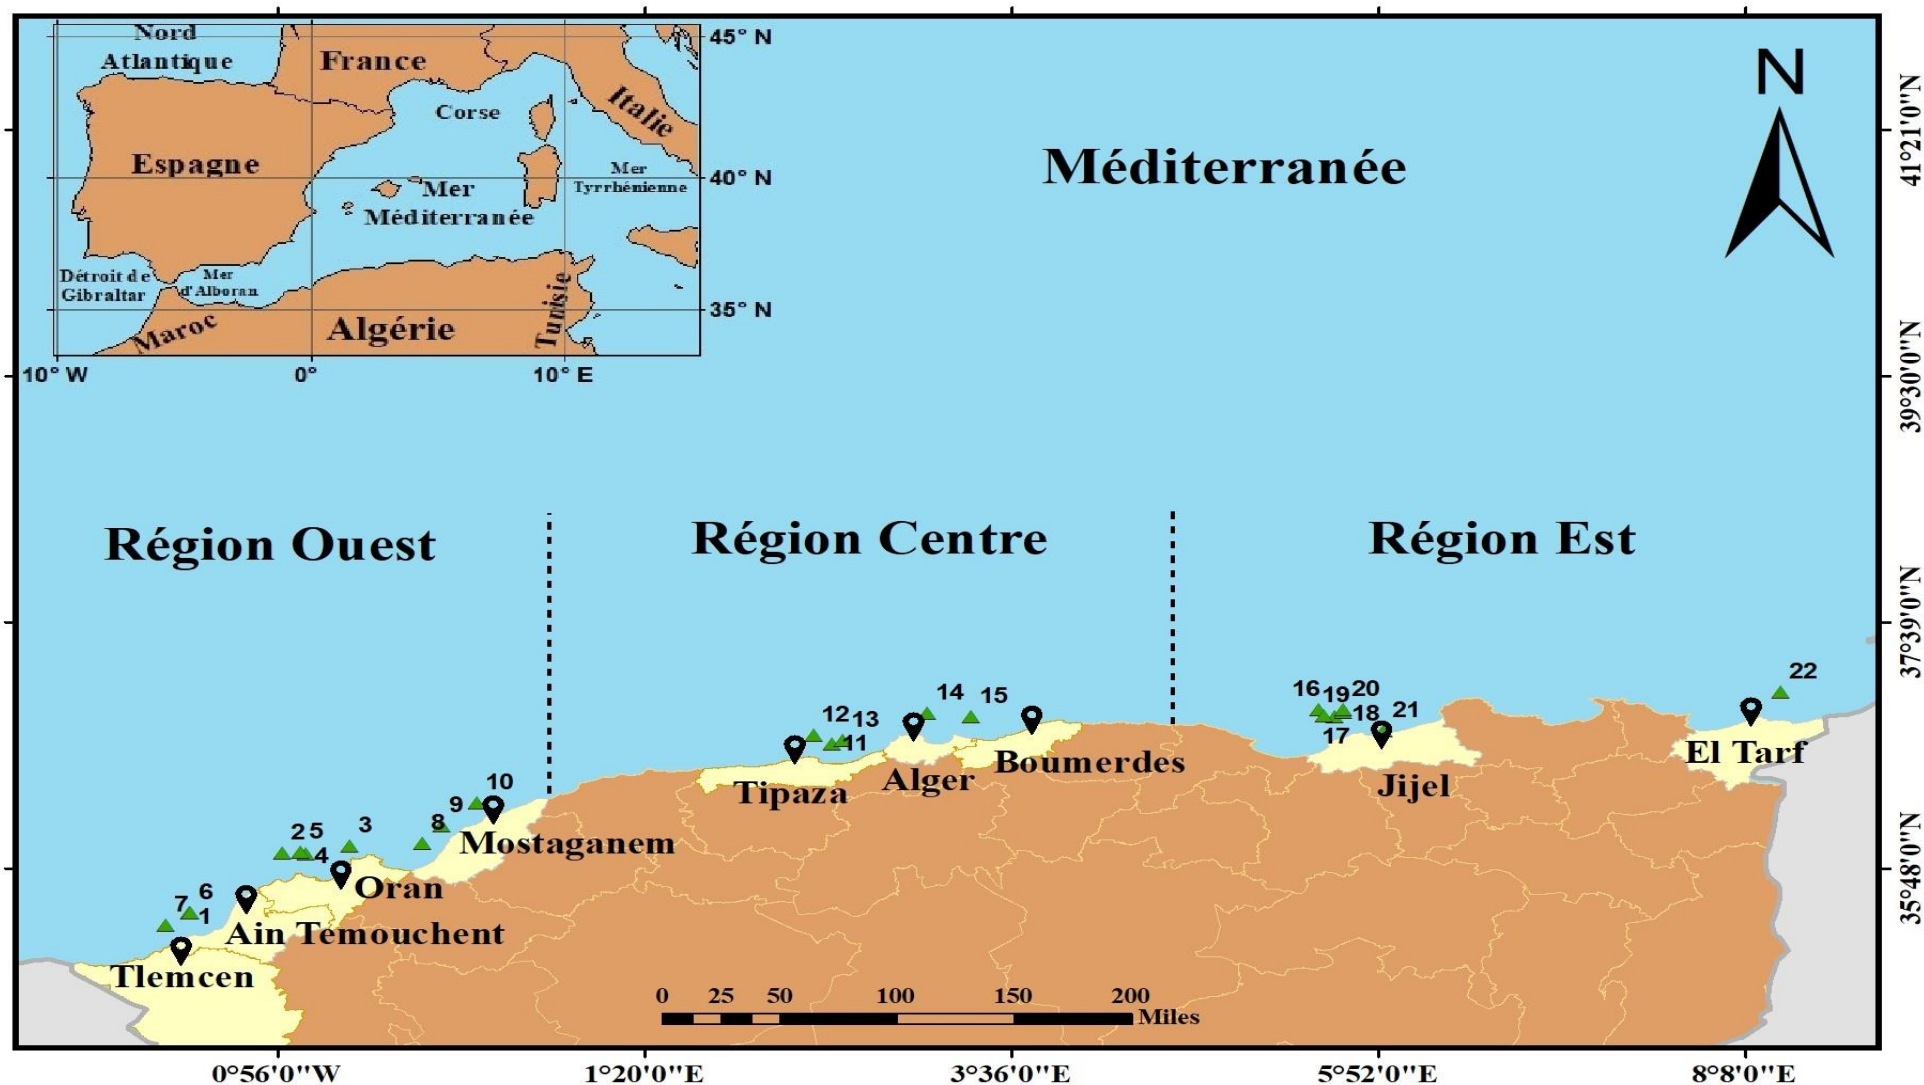 Nord
Atlantique
France
Italie
Corse
Espagne
Mer
Tyrrhénienne
Mer
Méditerranée
Détroit de
Gibraltar
Mer
d'Alboran
Maroc
Algérie
Tunisie
45° N
40° N
35° N
10° W
0°
10° E
Méditerranée
N
41°21'0"N
39°30'0"N
37°39'0"N
35°48'0"N
Région Ouest
Région Centre
Région Est
22
16 19 20
18
21
17
14
15
12 13
11
El Tarf
Boumerdes
Alger
Jijel
Tipaza
10
9
8
Mostaganem
2 5
4
3
Oran
7 6
1
Ain Temouchent
Tlemcen
0 25 50 100 150 200
Miles
0°56'0"W
1°20'0"E
3°36'0"E
5°52'0"E
8°8'0"E